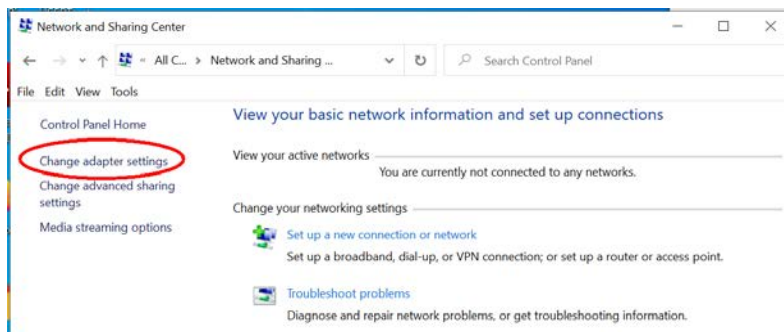 Network and Sharing Center
« All C... > Network and Sharing ... Search Control Panel
File Edit View Tools
Control Panel Home
Change adapter settings
Change advanced sharing
settings
Media streaming options
View your basic network information and set up connections
View your active networks
You are currently not connected to any networks.
Change your networking settings
Set up a new connection or network
Set up a broadband, dial-up, or VPN connection; or set up a router or access point.
Troubleshoot problems
Diagnose and repair network problems, or get troubleshooting information.